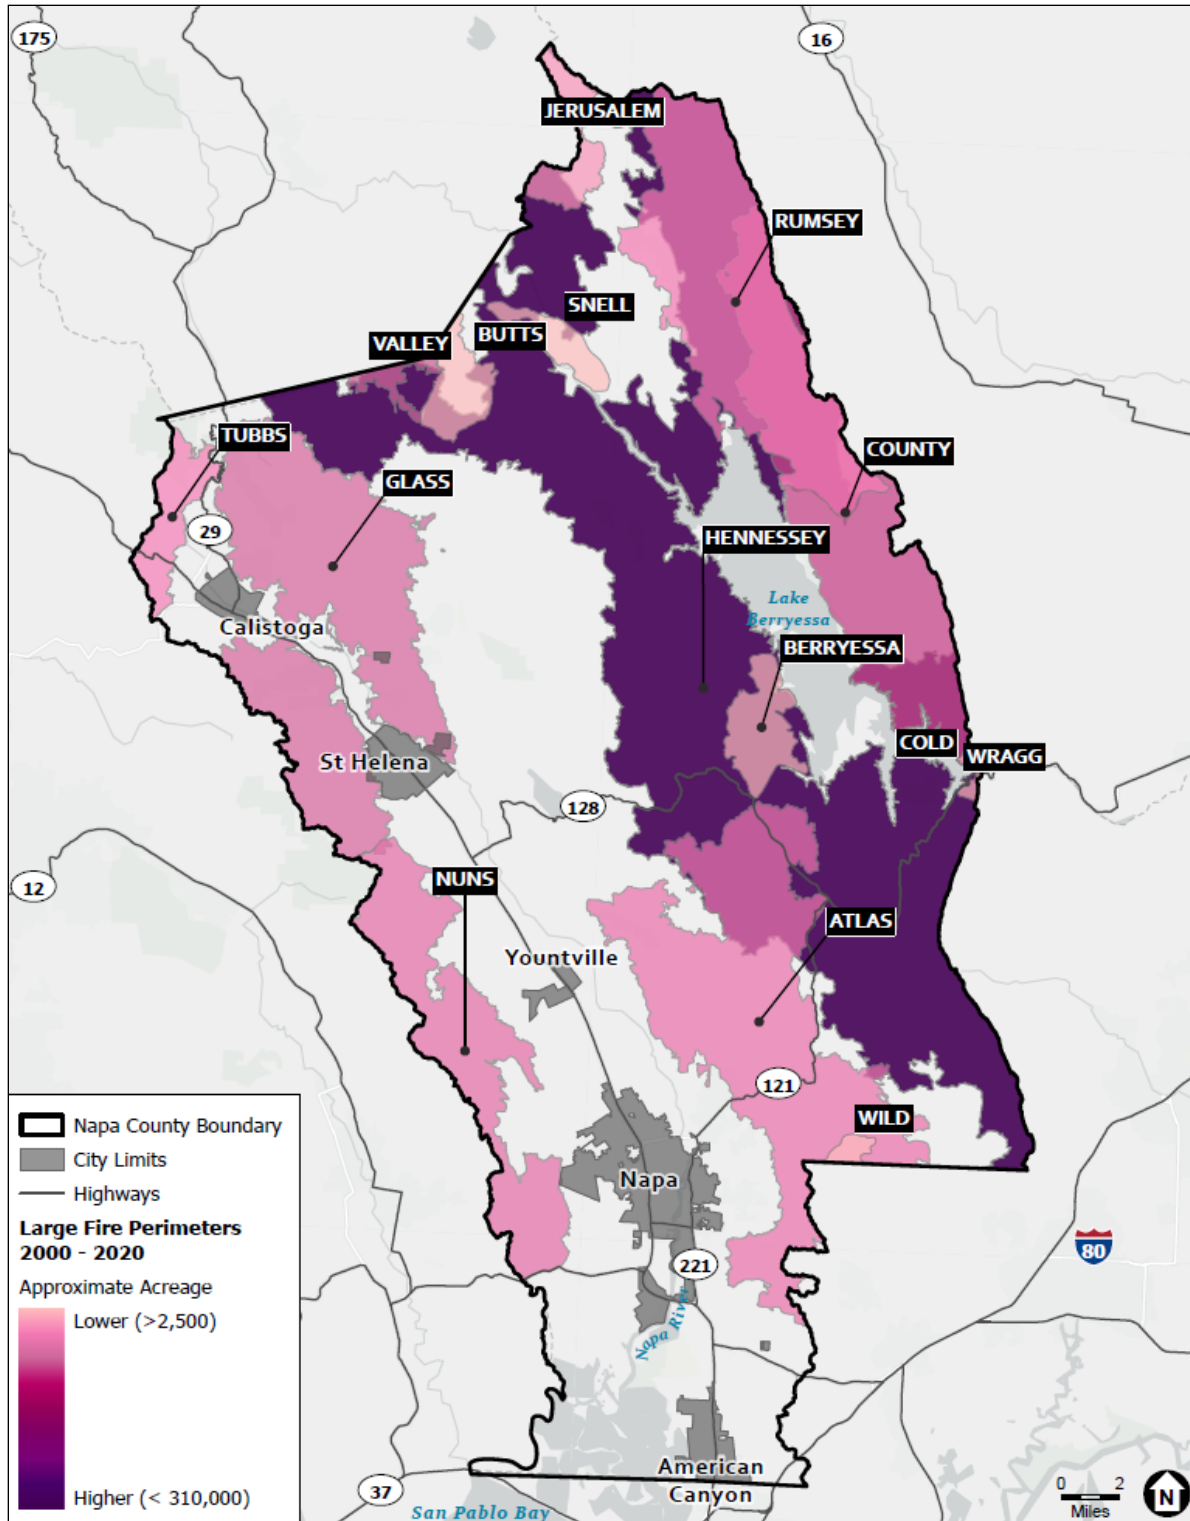 175
16
JERUSALEM
RUMSEY
SNELL
BUTTS
VALLEY
TUBBS
COUNTY
GLASS
29
HENNESSEY
Lake
Berryessa
Calistoga
BERRYESSA
COLD
WRAGG
St Helena
128
12
NUNS
ATLAS
Yountville
121
WILD
Napa
80
221
Napa River
American
Canyon
37
San Pablo Bay
Napa County Boundary
City Limits
Highways
Large Fire Perimeters
2000 - 2020
Approximate Acreage
Lower (>2,500)
Higher (< 310,000)
0 2
Miles
N